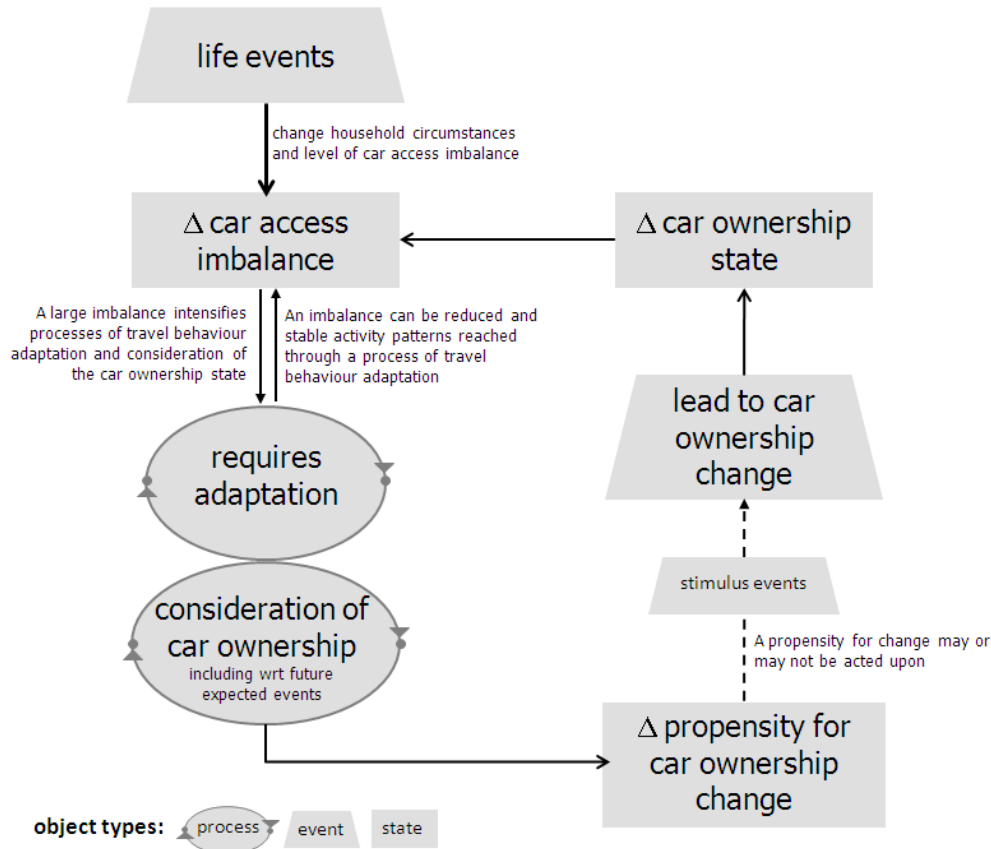 life events
change household circumstances
and level of car access imbalance
Δ car access
imbalance
Δ car ownership
state
A large imbalance intensifies
processes of travel behaviour
adaptation and consideration of
the car ownership state
An imbalance can be reduced and
stable activity patterns reached
through a process of travel
behaviour adaptation
lead to car
ownership
change
requires
adaptation
stimulus events
consideration of
car ownership
including wrt future
expected events
A propensity for change may or
may not be acted upon
Δ propensity for
car ownership
change
object types:
process
event
state